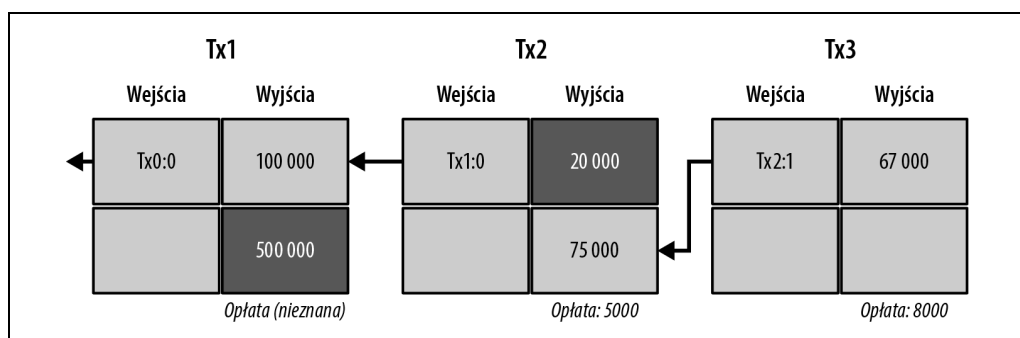 Tx1 Tx2 Tx3
Wejścia Wyjścia Wejścia Wyjścia Wejścia Wyjścia
Tx0:0 100 000 Tx1:0 20 000 Tx2:1 67 000
500 000 75 000
Opłata (nieznana) Opłata: 5000 Opłata: 8000